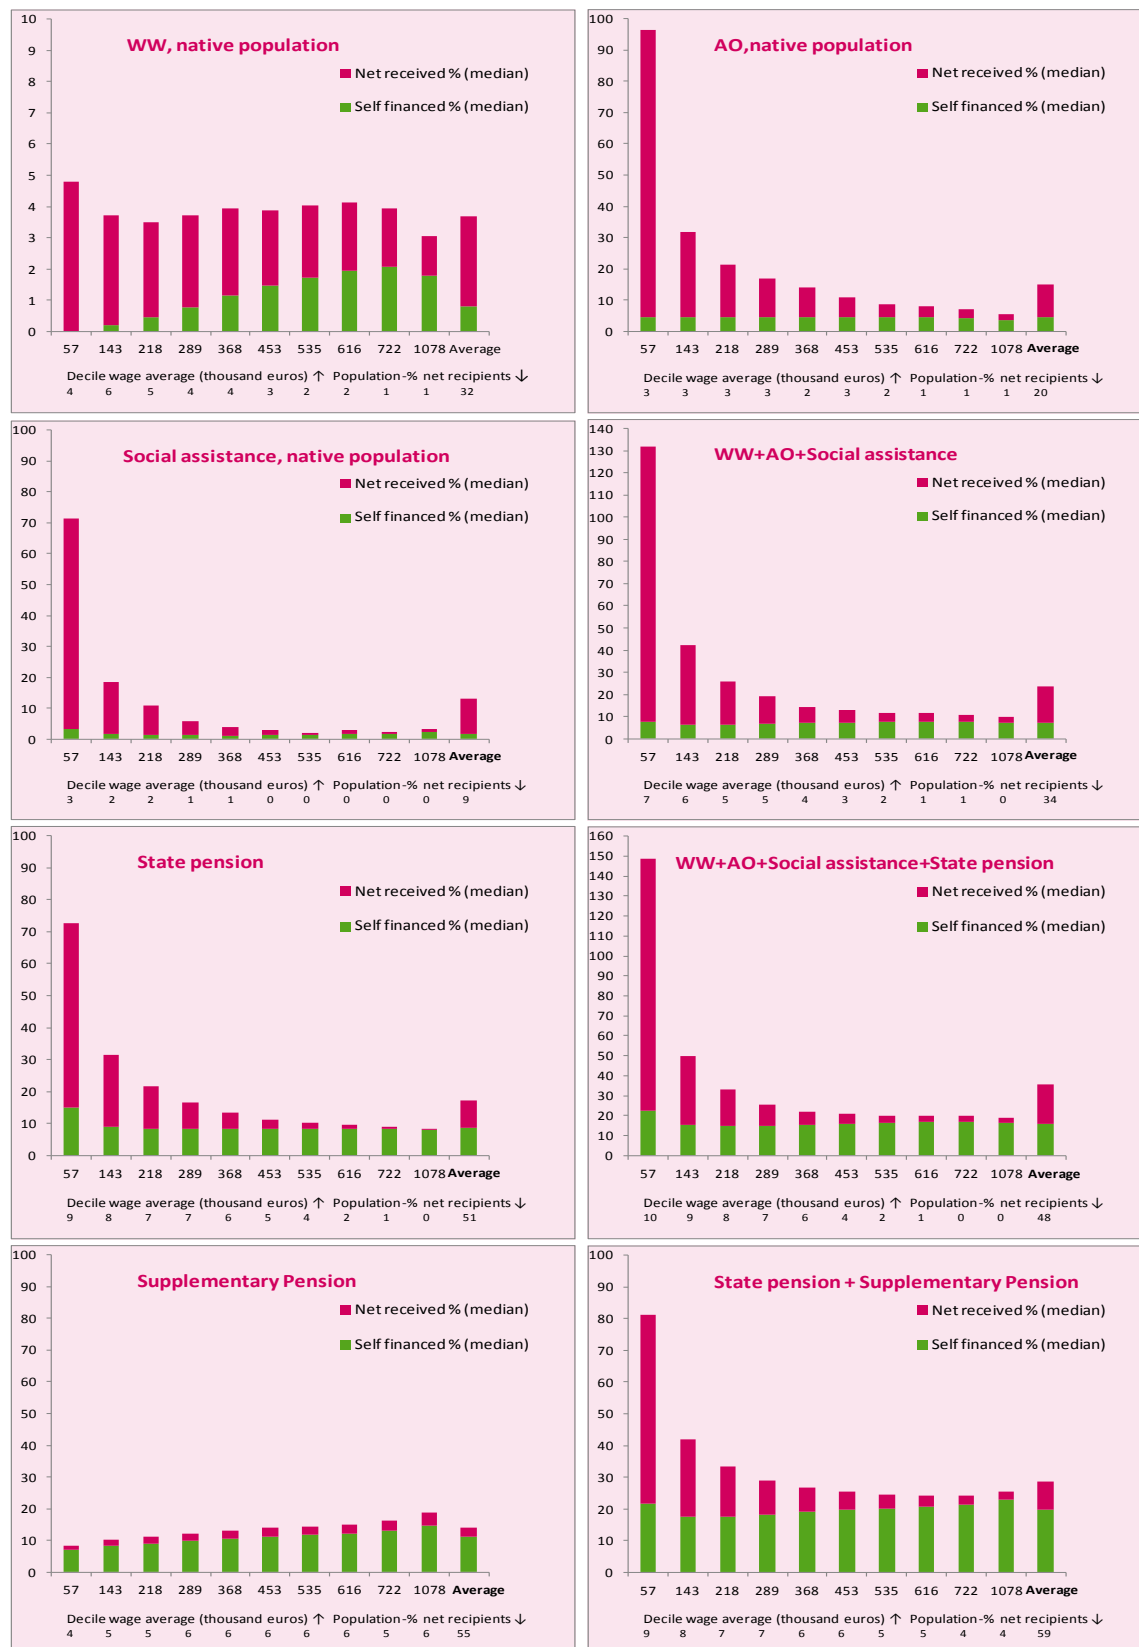 WW, native population
Net received % (median)
Self financed % (median)
10
9
8
7
6
5
4
3
2
1
0
57 143 218 289 368 453 535 616 722 1078 Average
Decile wage average (thousand euros) ↑ Population-% net recipients ↓
4 6 5 4 4 3 2 2 1 1 32
AO,native population
Net received % (median)
Self financed % (median)
100
90
80
70
60
50
40
30
20
10
0
57 143 218 289 368 453 535 616 722 1078 Average
Decile wage average (thousand euros) ↑ Population-% net recipients ↓
3 3 3 3 2 3 2 1 1 1 20
Social assistance, native population
Net received % (median)
Self financed % (median)
100
90
80
70
60
50
40
30
20
10
0
57 143 218 289 368 453 535 616 722 1078 Average
Decile wage average (thousand euros) ↑ Population-% net recipients ↓
3 2 2 1 1 0 0 0 0 0 9
WW+AO+Social assistance
Net received % (median)
Self financed % (median)
140
130
120
110
100
90
80
70
60
50
40
30
20
10
0
57 143 218 289 368 453 535 616 722 1078 Average
Decile wage average (thousand euros) ↑ Population-% net recipients ↓
7 6 5 5 4 3 2 1 1 0 34
State pension
Net received % (median)
Self financed % (median)
100
90
80
70
60
50
40
30
20
10
0
57 143 218 289 368 453 535 616 722 1078 Average
Decile wage average (thousand euros) ↑ Population-% net recipients ↓
9 8 7 7 6 5 4 2 1 0 51
WW+AO+Social assistance+State pension
Net received % (median)
Self financed % (median)
160
150
140
130
120
110
100
90
80
70
60
50
40
30
20
10
0
57 143 218 289 368 453 535 616 722 1078 Average
Decile wage average (thousand euros) ↑ Population-% net recipients ↓
10 9 8 7 6 4 2 1 0 0 48
Supplementary Pension
Net received % (median)
Self financed % (median)
100
90
80
70
60
50
40
30
20
10
0
57 143 218 289 368 453 535 616 722 1078 Average
Decile wage average (thousand euros) ↑ Population-% net recipients ↓
4 5 5 6 6 6 6 6 5 6 55
State pension + Supplementary Pension
Net received % (median)
Self financed % (median)
100
90
80
70
60
50
40
30
20
10
0
57 143 218 289 368 453 535 616 722 1078 Average
Decile wage average (thousand euros) ↑ Population-% net recipients ↓
9 8 7 7 6 6 5 5 4 4 59